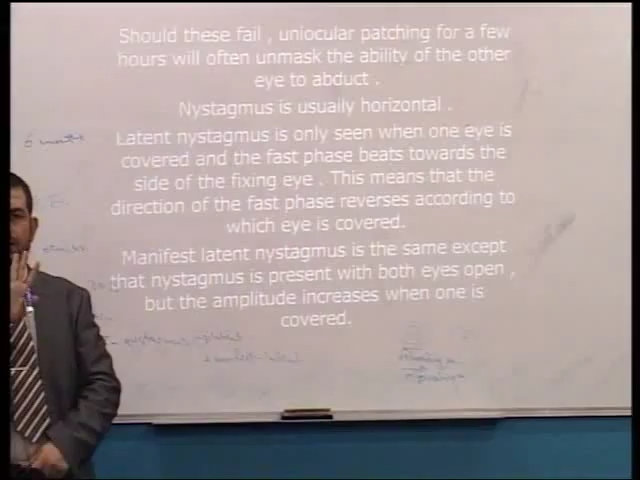 Should these fail , uniocular patching for a few
hours will often unmask the ability of the other
eye to abduct .
Nystagmus is usually horizontal .
Latent nystagmus is only seen when one eye is
covered and the fast phase beats towards the
side of the fixing eye . This means that the
direction of the fast phase reverses according to
which eye is covered.
Manifest latent nystagmus is the same except
that nystagmus is present with both eyes open ,
but the amplitude increases when one is
covered.
6 months